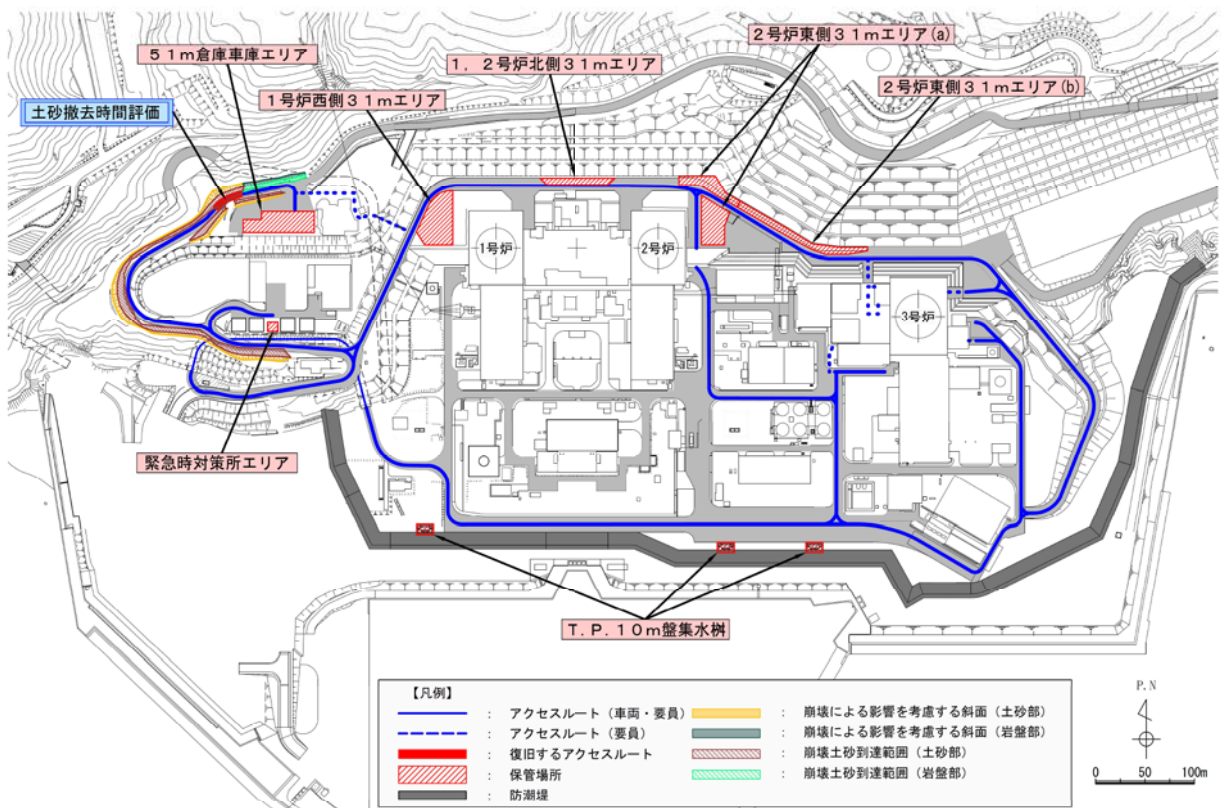 51m倉庫車庫エリア
土砂撤去時間評価
1号炉西側31mエリア
1，2号炉北側31mエリア
2号炉東側31mエリア(a)
2号炉東側31mエリア(b)
1号炉
2号炉
3号炉
緊急時対策所エリア
T.P.10m盤集水桝
【凡例】
： アクセスルート（車両・要員）
： アクセスルート（要員）
： 復旧するアクセスルート
： 保管場所
： 防潮堤
： 崩壊による影響を考慮する斜面（土砂部）
： 崩壊による影響を考慮する斜面（岩盤部）
： 崩壊土砂到達範囲（土砂部）
： 崩壊土砂到達範囲（岩盤部）
P.N
0 50 100m